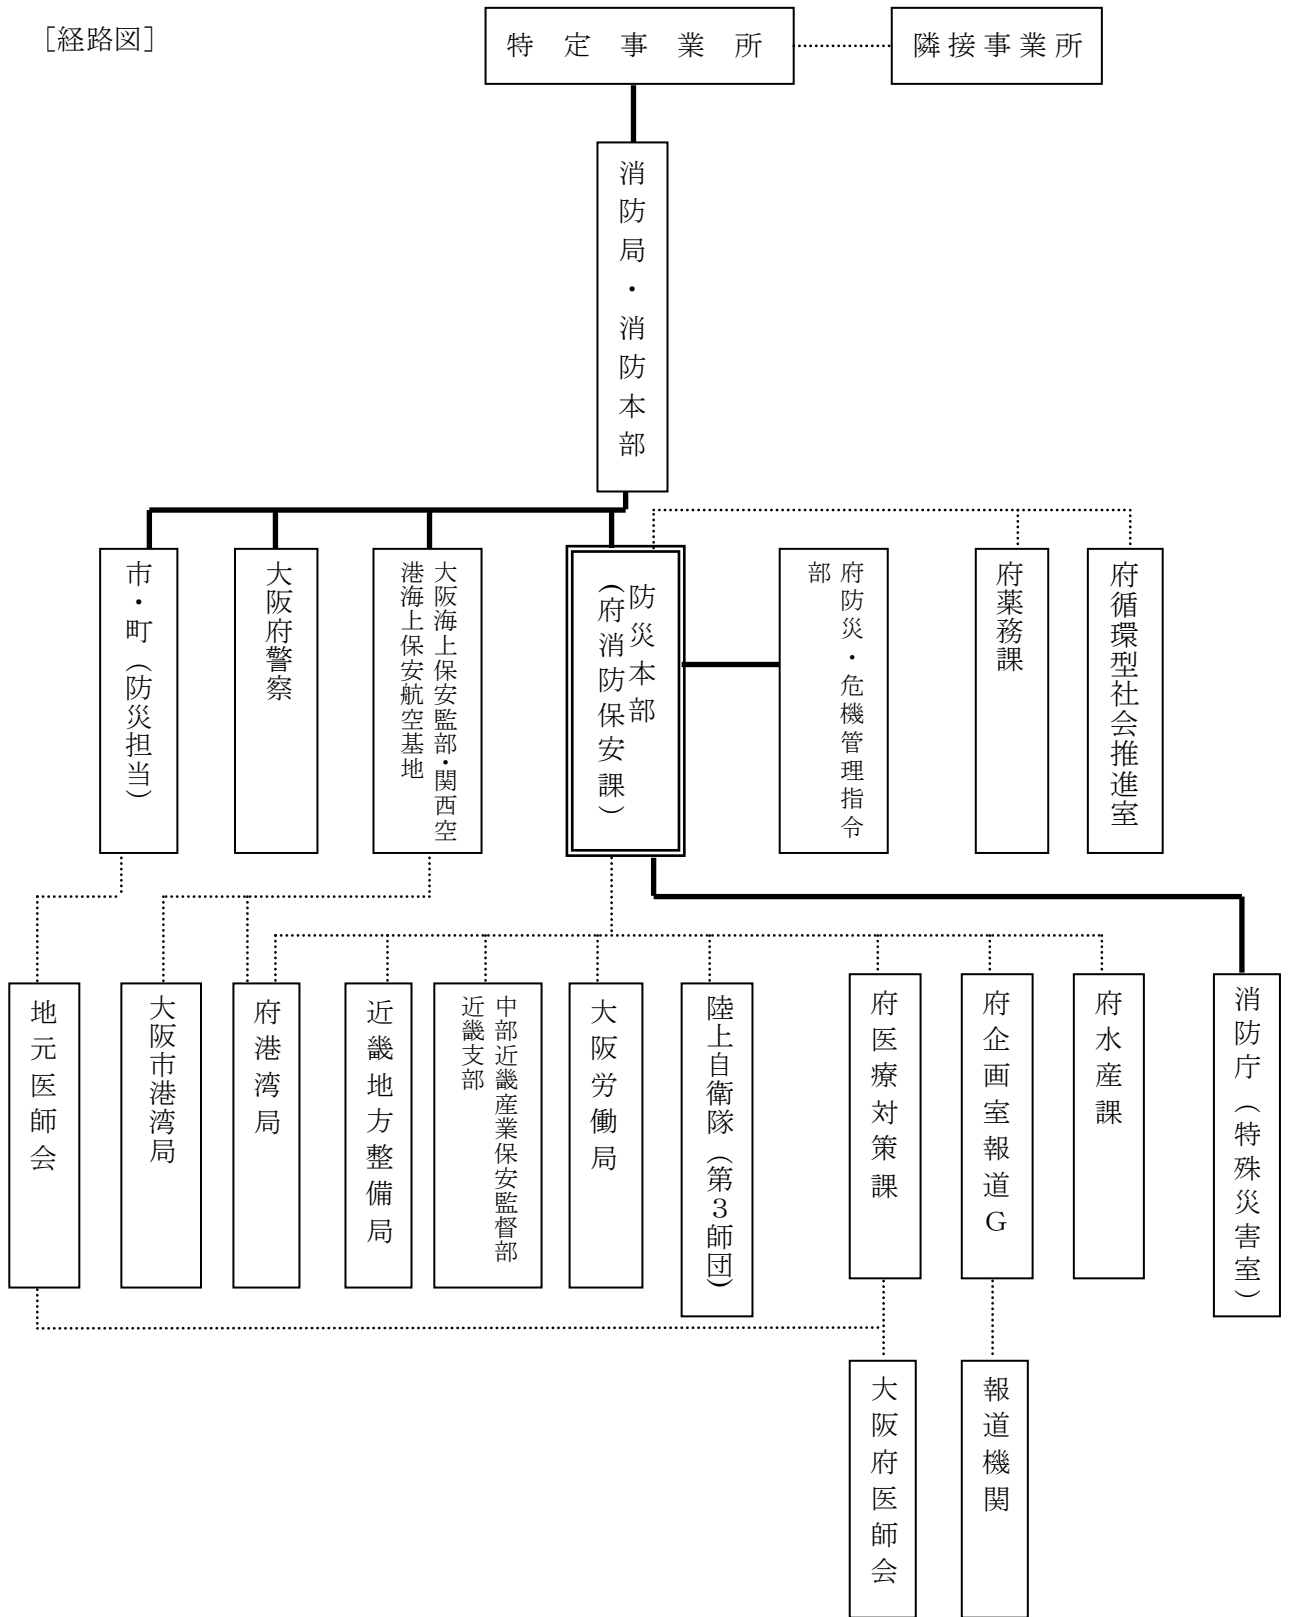 ［経路図］
特定事業所
隣接事業所
消防局・消防本部
市・町（防災担当）
大阪府警察
大阪海上保安監部・関西空
港海上保安航空基地
防災本部
（府消防保安課）
府防災・危機管理指令
部
府薬務課
府循環型社会推進室
地元医師会
大阪市港湾局
府港湾局
近畿地方整備局
中部近畿産業保安監督部
近畿支部
大阪労働局
陸上自衛隊（第３師団）
府医療対策課
府企画室報道Ｇ
府水産課
消防庁（特殊災害室）
大阪府医師会
報道機関